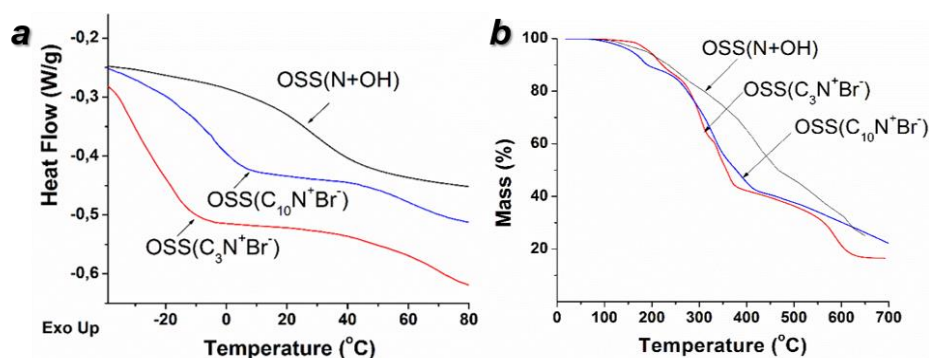 a
Heat Flow (W/g)
-0,2
-0,3
-0,4
-0,5
-0,6
OSS(N+OH)
OSS(C₁₀N⁺Br⁻)
OSS(C₃N⁺Br⁻)
-20 0 20 40 60 80
Exo Up
Temperature (°C)
b
Mass (%)
100
80
60
40
20
OSS(N+OH)
OSS(C₃N⁺Br⁻)
OSS(C₁₀N⁺Br⁻)
0 100 200 300 400 500 600 700
Temperature (°C)